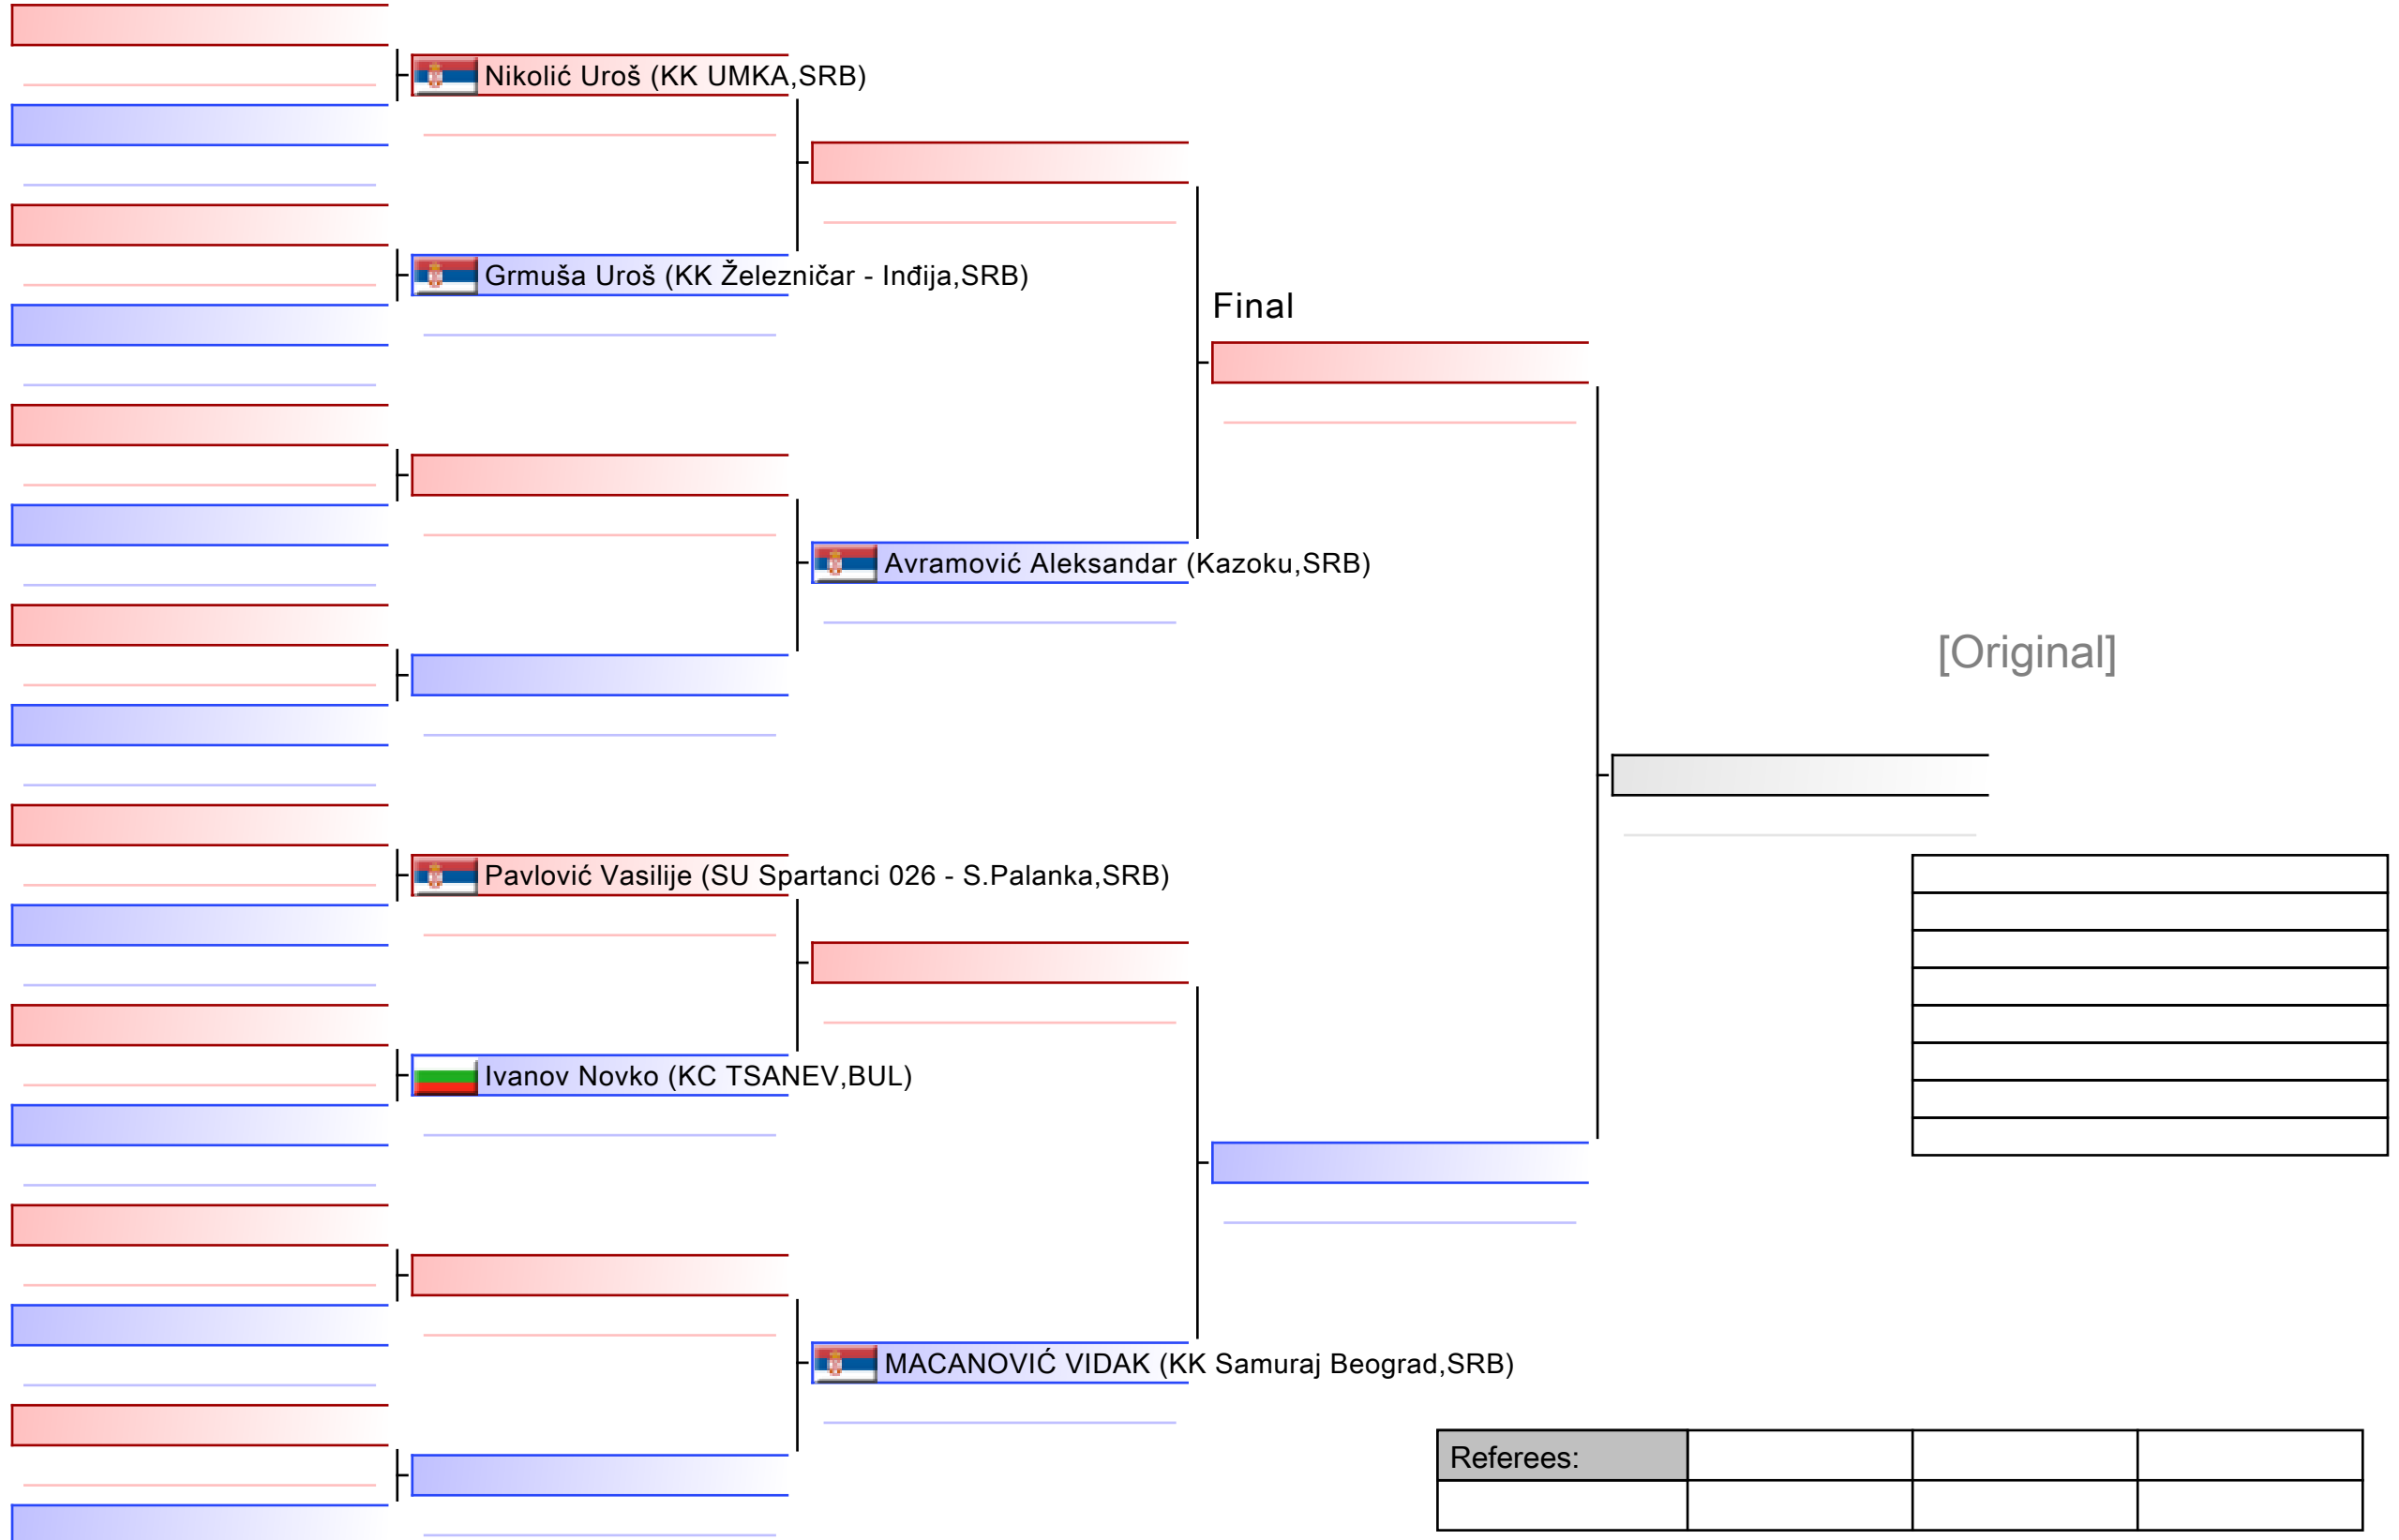 Nikolić Uroš (KK UMKA,SRB)
Grmuša Uroš (KK Železničar - Inđija,SRB)
Final
Avramović Aleksandar (Kazoku,SRB)
[Original]
Pavlović Vasilije (SU Spartanci 026 - S.Palanka,SRB)
Ivanov Novko (KC TSANEV,BUL)
MACANOVIĆ VIDAK (KK Samuraj Beograd,SRB)
Referees: